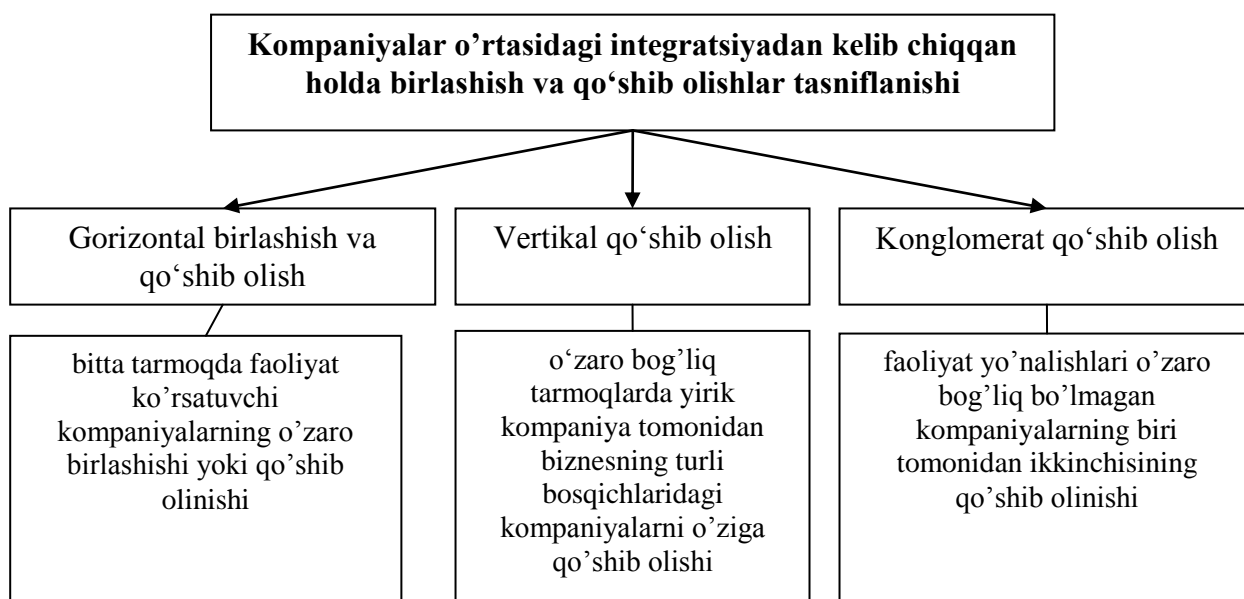 Kompaniyalar o’rtasidagi integratsiyadan kelib chiqqan
holda birlashish va qo‘shib olishlar tasniflanishi
Gorizontal birlashish va
qo‘shib olish
bitta tarmoqda faoliyat
ko’rsatuvchi
kompaniyalarning o’zaro
birlashishi yoki qo’shib
olinishi
Vertikal qo‘shib olish
o‘zaro bog’liq
tarmoqlarda yirik
kompaniya tomonidan
biznesning turli
bosqichlaridagi
kompaniyalarni o’ziga
qo’shib olishi
Konglomerat qo‘shib olish
faoliyat yo’nalishlari o’zaro
bog’liq bo’lmagan
kompaniyalarning biri
tomonidan ikkinchisining
qo’shib olinishi